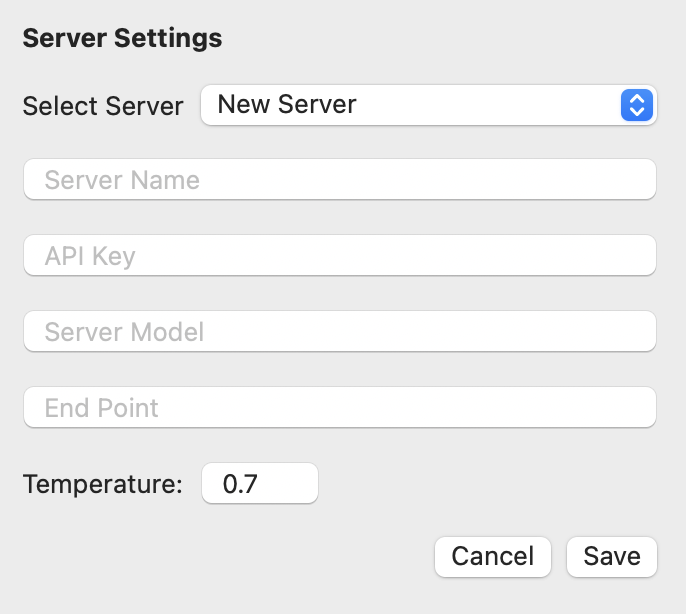 Server Settings
Select Server New Server
Server Name
API Key
Server Model
End Point
Temperature: 0.7
Cancel Save